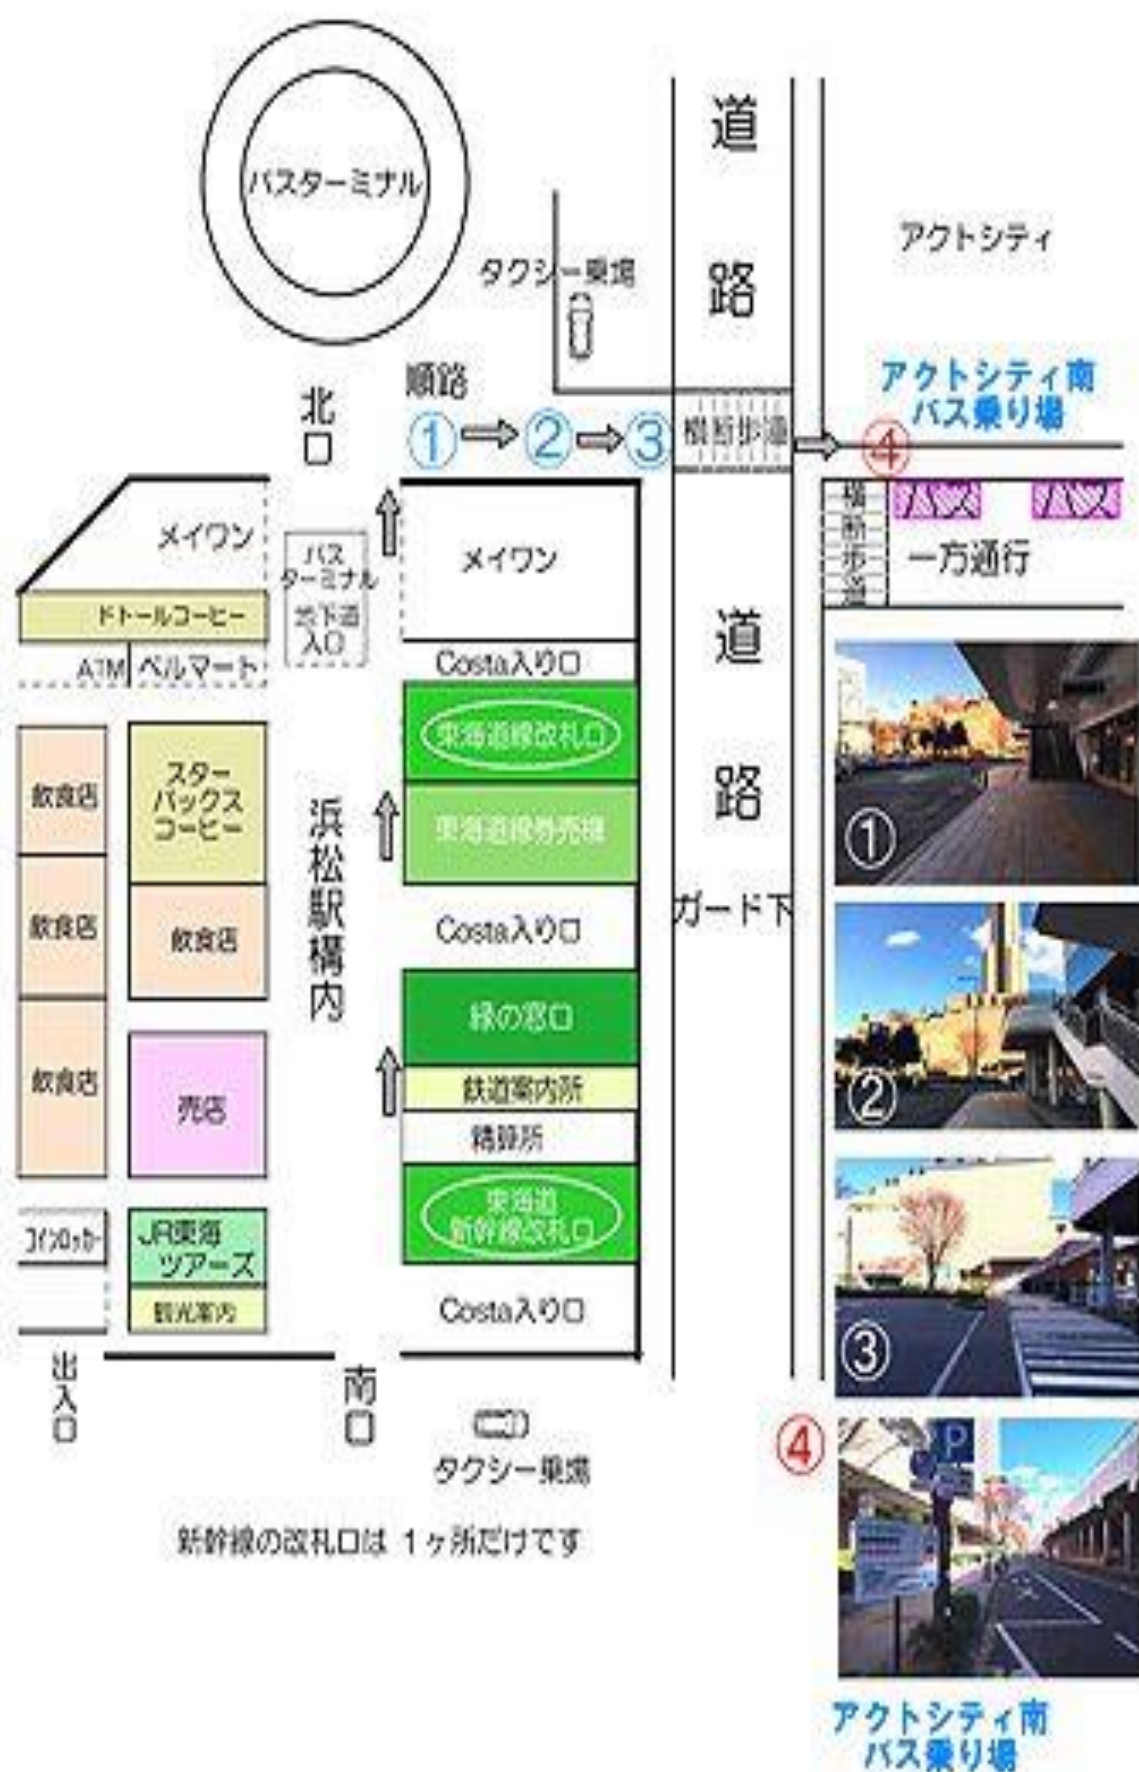 バスターミナル
道
路
アクトシティ
タクシー乗場
アクトシティ南
バス乗り場
順路
北
口
① ② ③ 横断歩道 ④
メイワン
バス
ターミナル
地下道
入口
メイワン
横断歩道
バス バス
一方通行
ドトールコーヒー
ATM ベルマート
Costa入り口
道
路
東海道線改札口
飲食店
スター
バックス
コーヒー
浜松駅構内
東海道線券売機
①
飲食店
飲食店
Costa入り口
ガード下
緑の窓口
②
飲食店
売店
鉄道案内所
精算所
東海道
新幹線改札口
コインロッカー
JR東海
ツアーズ
観光案内
Costa入り口
③
出入口
南
口
タクシー乗場
④
P
新幹線の改札口は 1ヶ所だけです
アクトシティ南
バス乗り場